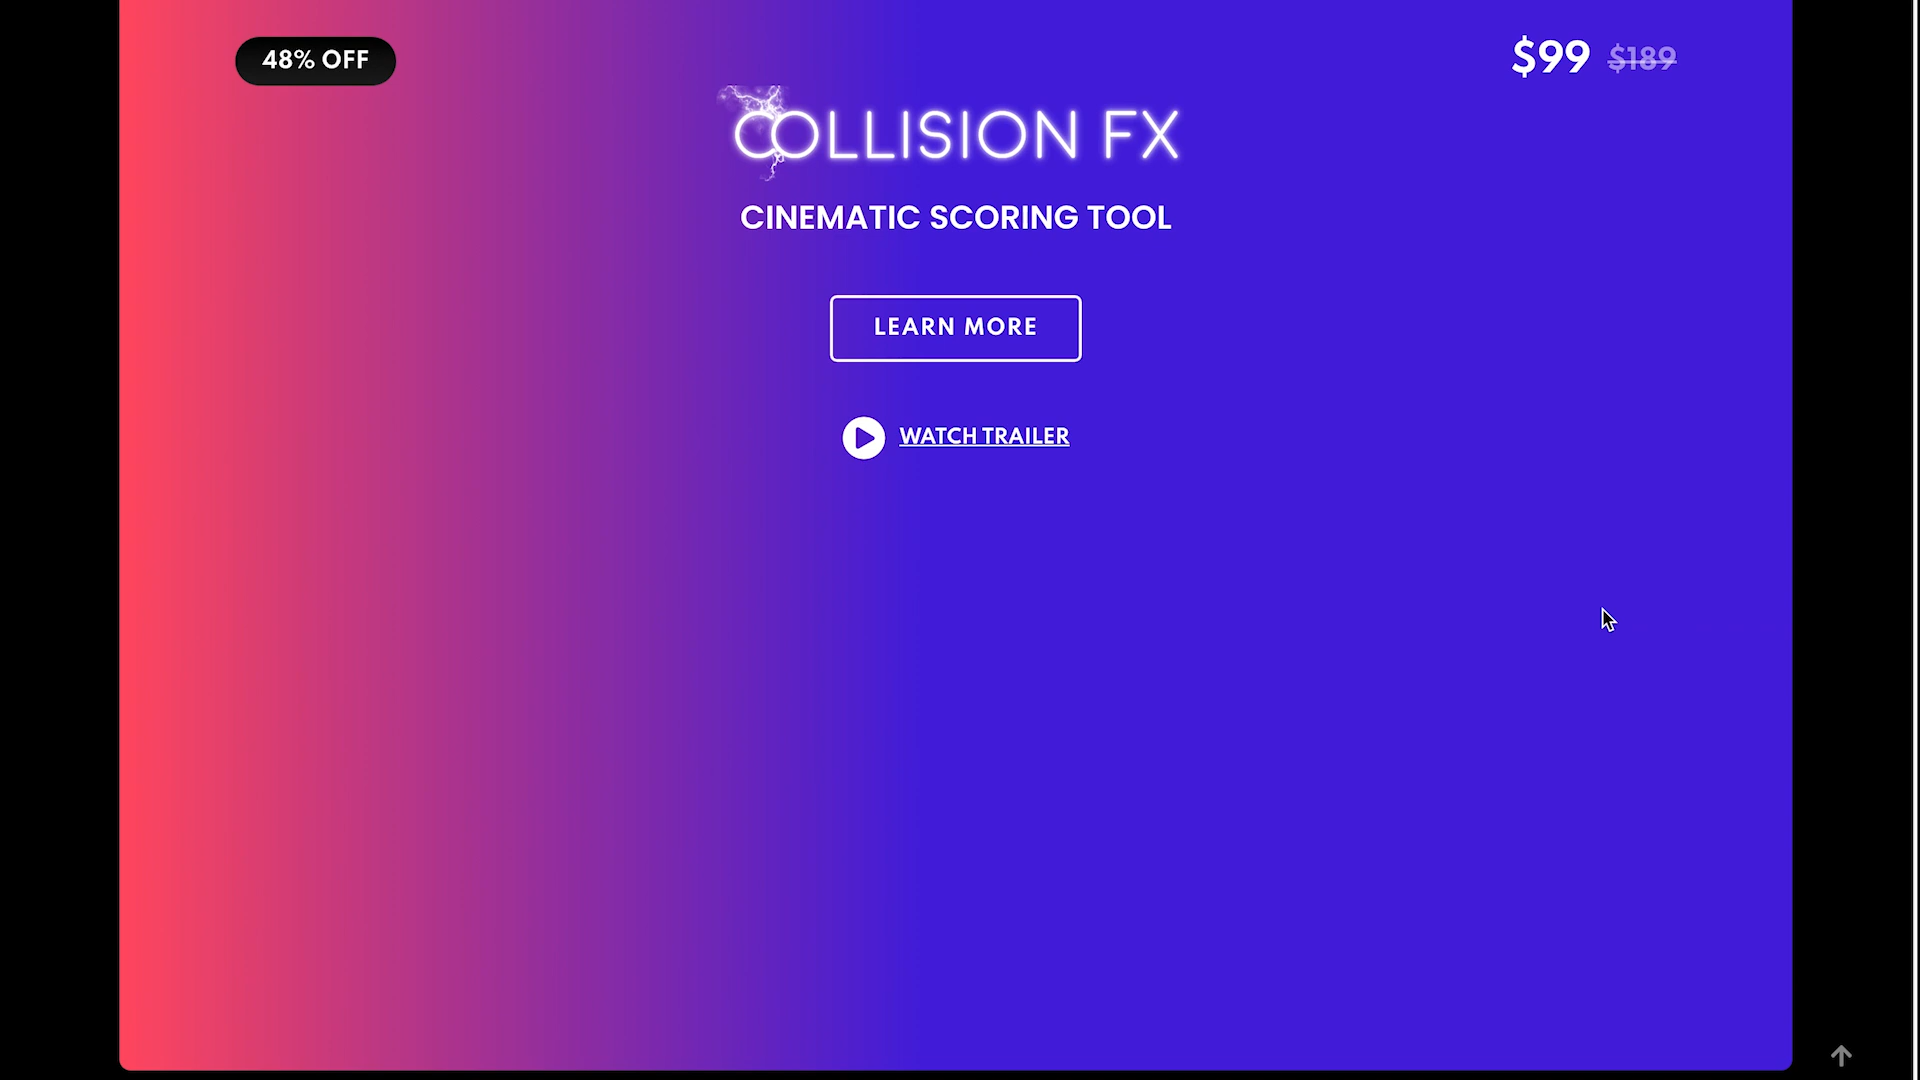 48% OFF
$99 $189
COLLISION FX
CINEMATIC SCORING TOOL
LEARN MORE
WATCH TRAILER